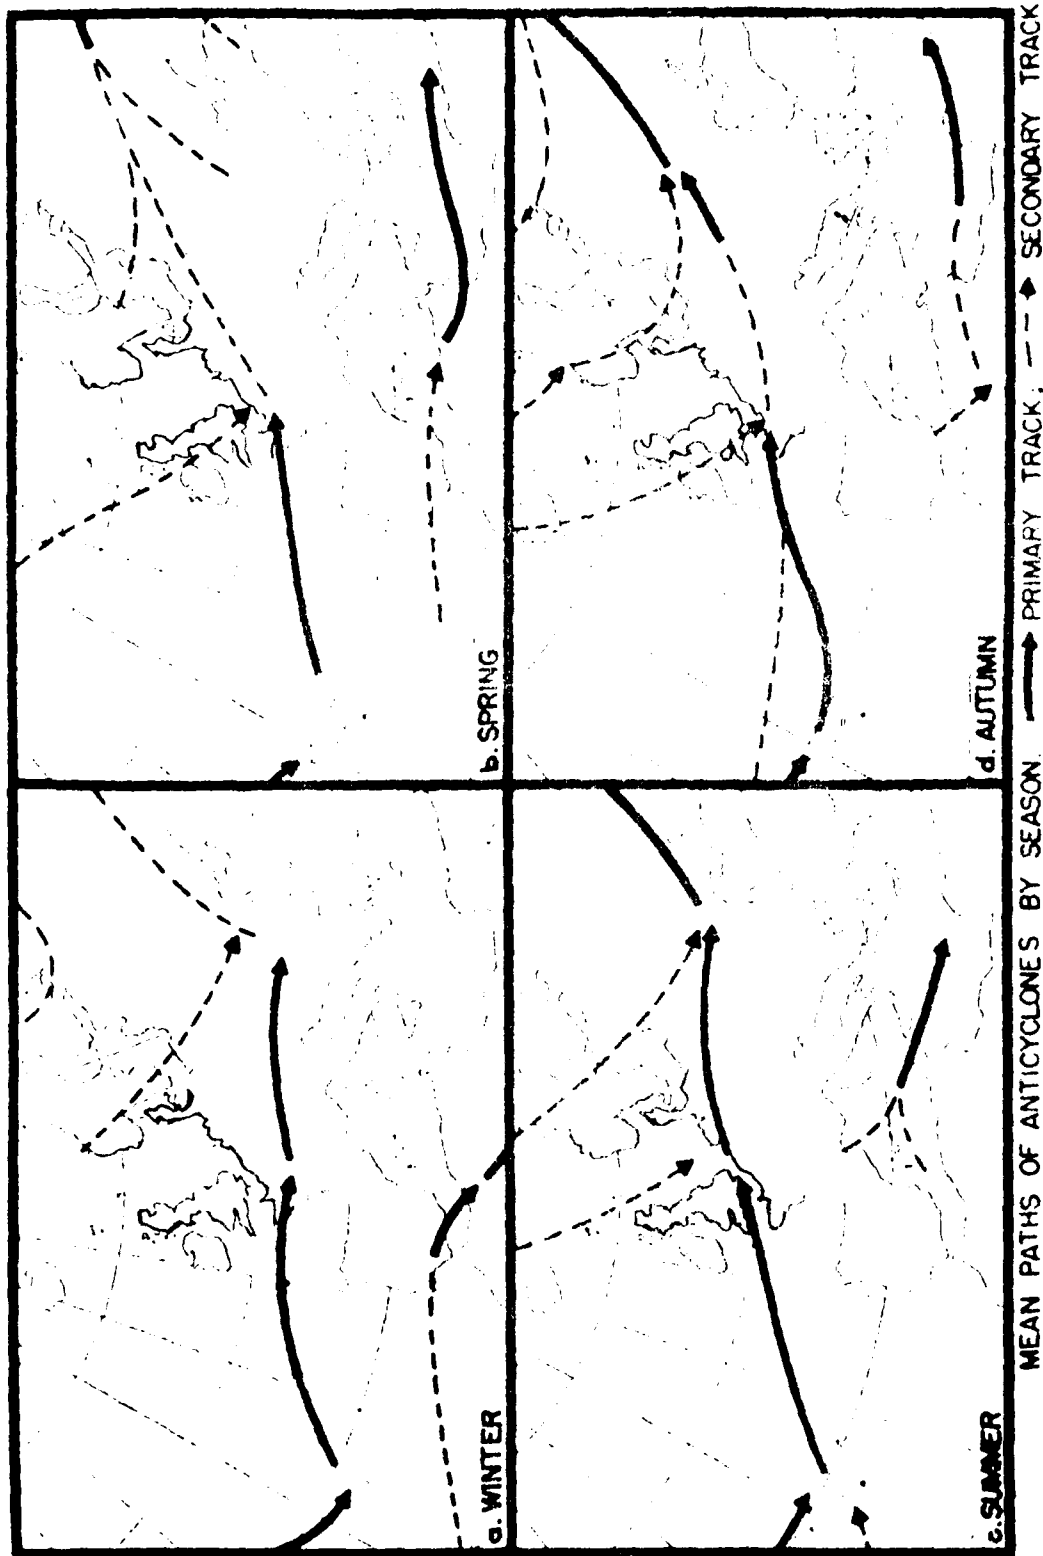 a. WINTER
b. SPRING
c. SUMMER
d. AUTUMN
MEAN PATHS OF ANTICYCLONES BY SEASON. PRIMARY TRACK; SECONDARY TRACK